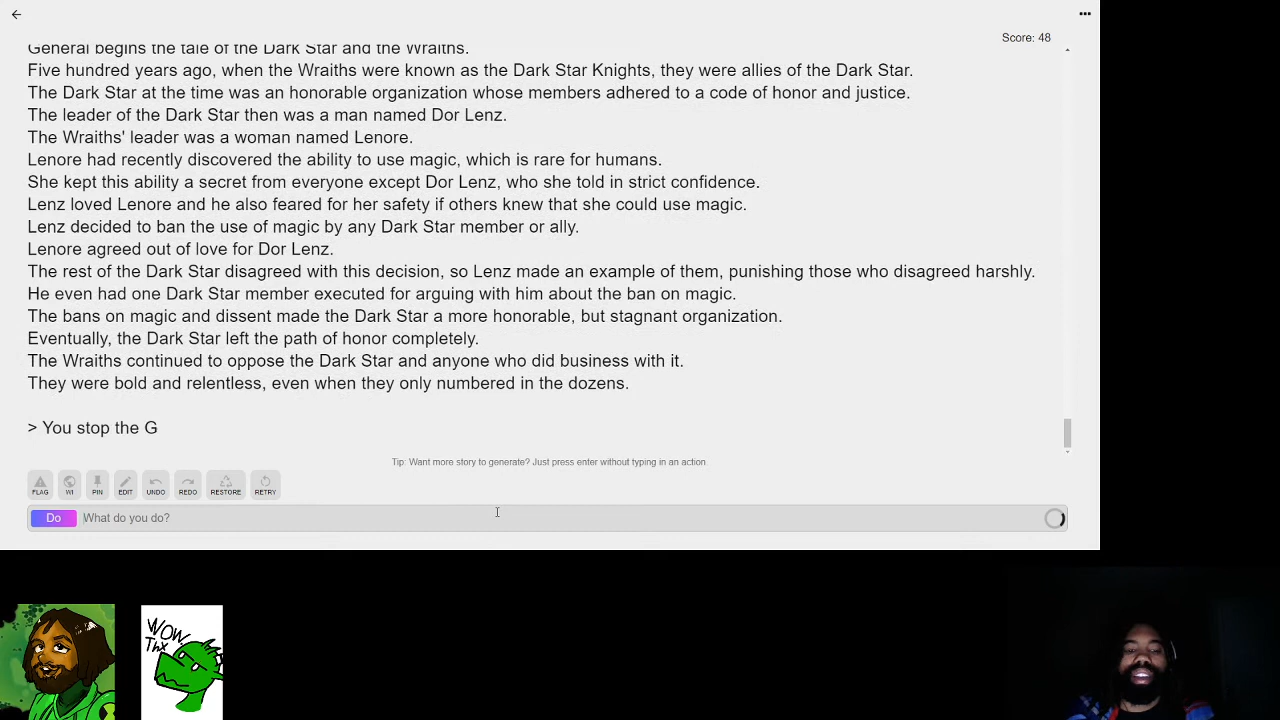 Score: 48
General begins the tale of the Dark Star and the Wraiths.
Five hundred years ago, when the Wraiths were known as the Dark Star Knights, they were allies of the Dark Star.
The Dark Star at the time was an honorable organization whose members adhered to a code of honor and justice.
The leader of the Dark Star then was a man named Dor Lenz.
The Wraiths' leader was a woman named Lenore.
Lenore had recently discovered the ability to use magic, which is rare for humans.
She kept this ability a secret from everyone except Dor Lenz, who she told in strict confidence.
Lenz loved Lenore and he also feared for her safety if others knew that she could use magic.
Lenz decided to ban the use of magic by any Dark Star member or ally.
Lenore agreed out of love for Dor Lenz.
The rest of the Dark Star disagreed with this decision, so Lenz made an example of them, punishing those who disagreed harshly.
He even had one Dark Star member executed for arguing with him about the ban on magic.
The bans on magic and dissent made the Dark Star a more honorable, but stagnant organization.
Eventually, the Dark Star left the path of honor completely.
The Wraiths continued to oppose the Dark Star and anyone who did business with it.
They were bold and relentless, even when they only numbered in the dozens.
> You stop the G
Tip: Want more story to generate? Just press enter without typing in an action.
FLAG WI PIN EDIT UNDO REDO RESTORE RETRY
Do What do you do?
WOW
Thx